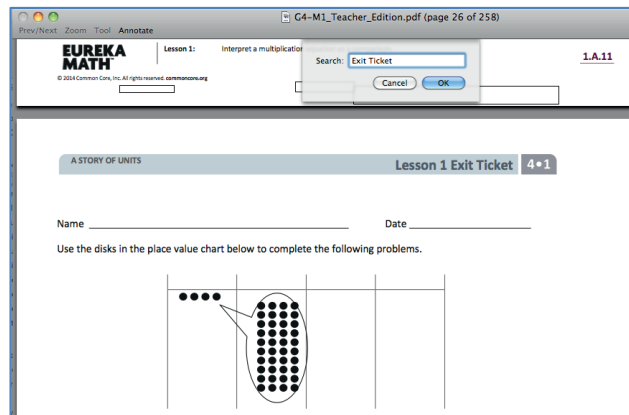 G4-M1_Teacher_Edition.pdf (page 26 of 258)
Prev/Next Zoom Tool Annotate
EUREKA
MATH™
Lesson 1:
Interpret a multiplication
Search: Exit Ticket
Cancel OK
1.A.11
© 2014 Common Core, Inc. All rights reserved. commoncore.org
A STORY OF UNITS
Lesson 1 Exit Ticket 4•1
Name Date
Use the disks in the place value chart below to complete the following problems.